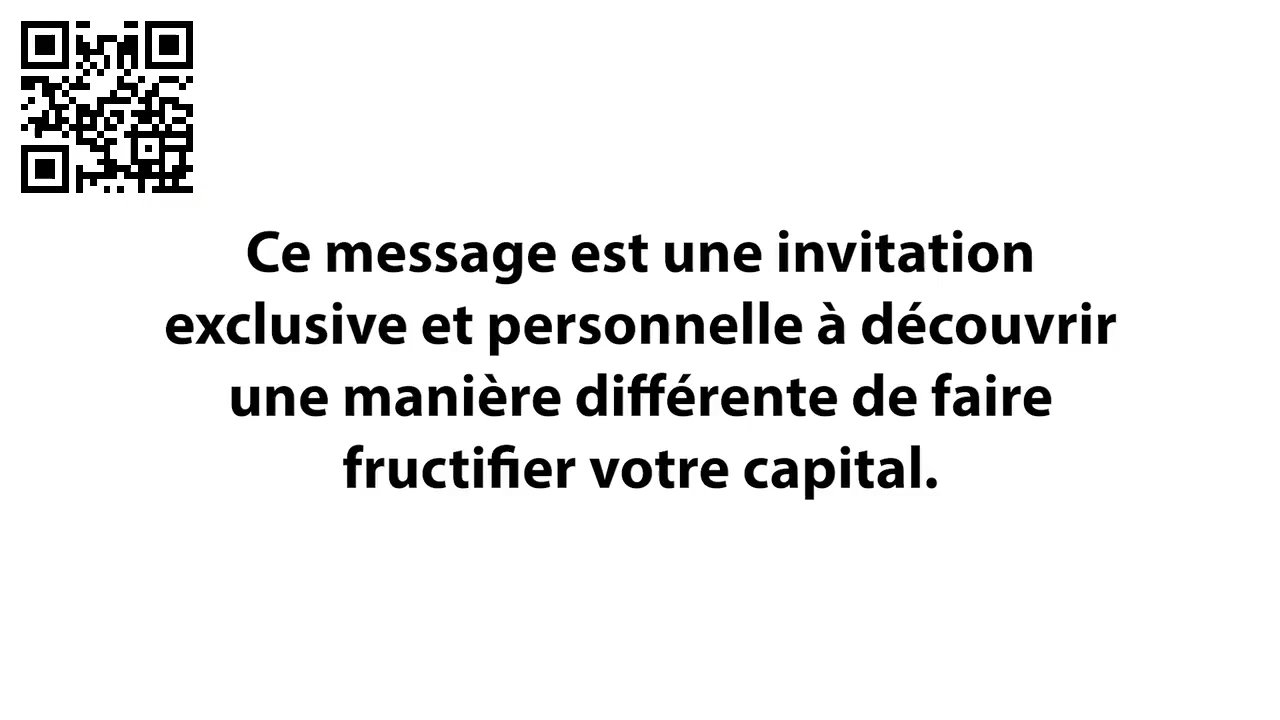 Ce message est une invitation
exclusive et personnelle à découvrir
une manière différente de faire
fructifier votre capital.